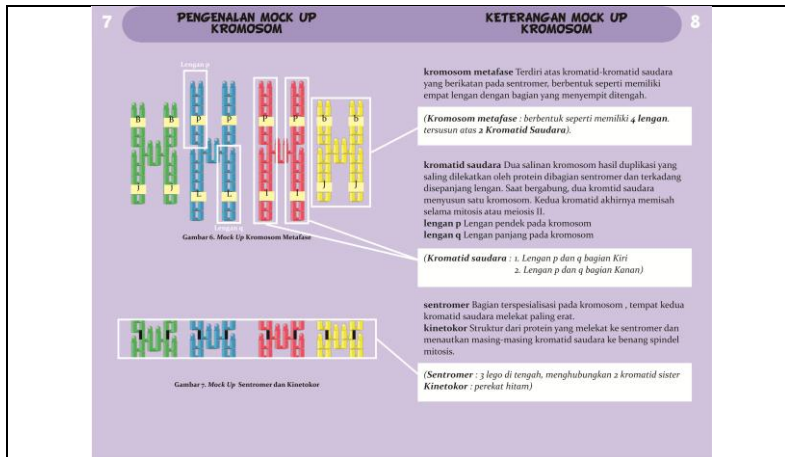 7
PENGENALAN MOCK UP
KROMOSOM
Lengan p
B B P P P P b b
J J L L I I J J
Lengan q
Gambar 6. Mock Up Kromosom Metafase
Gambar 7. Mock Up Sentromer dan Kinetokor
KETERANGAN MOCK UP
KROMOSOM
8
kromosom metafase Terdiri atas kromatid-kromatid saudara
yang berikatan pada sentromer, berbentuk seperti memiliki
empat lengan dengan bagian yang menyempit ditengah.
(Kromosom metafase : berbentuk seperti memiliki 4 lengan,
tersusun atas 2 Kromatid Saudara).
kromatid saudara Dua salinan kromosom hasil duplikasi yang
saling dilekatkan oleh protein dibagian sentromer dan terkadang
disepanjang lengan. Saat bergabung, dua kromtid saudara
menyusun satu kromosom. Kedua kromatid akhirnya memisah
selama mitosis atau meiosis II.
lengan p Lengan pendek pada kromosom
lengan q Lengan panjang pada kromosom
(Kromatid saudara : 1. Lengan p dan q bagian Kiri
2. Lengan p dan q bagian Kanan)
sentromer Bagian terspesialisasi pada kromosom , tempat kedua
kromatid saudara melekat paling erat.
kinetokor Struktur dari protein yang melekat ke sentromer dan
menautkan masing-masing kromatid saudara ke benang spindel
mitosis.
(Sentromer : 3 lego di tengah, menghubungkan 2 kromatid sister
Kinetokor : perekat hitam)